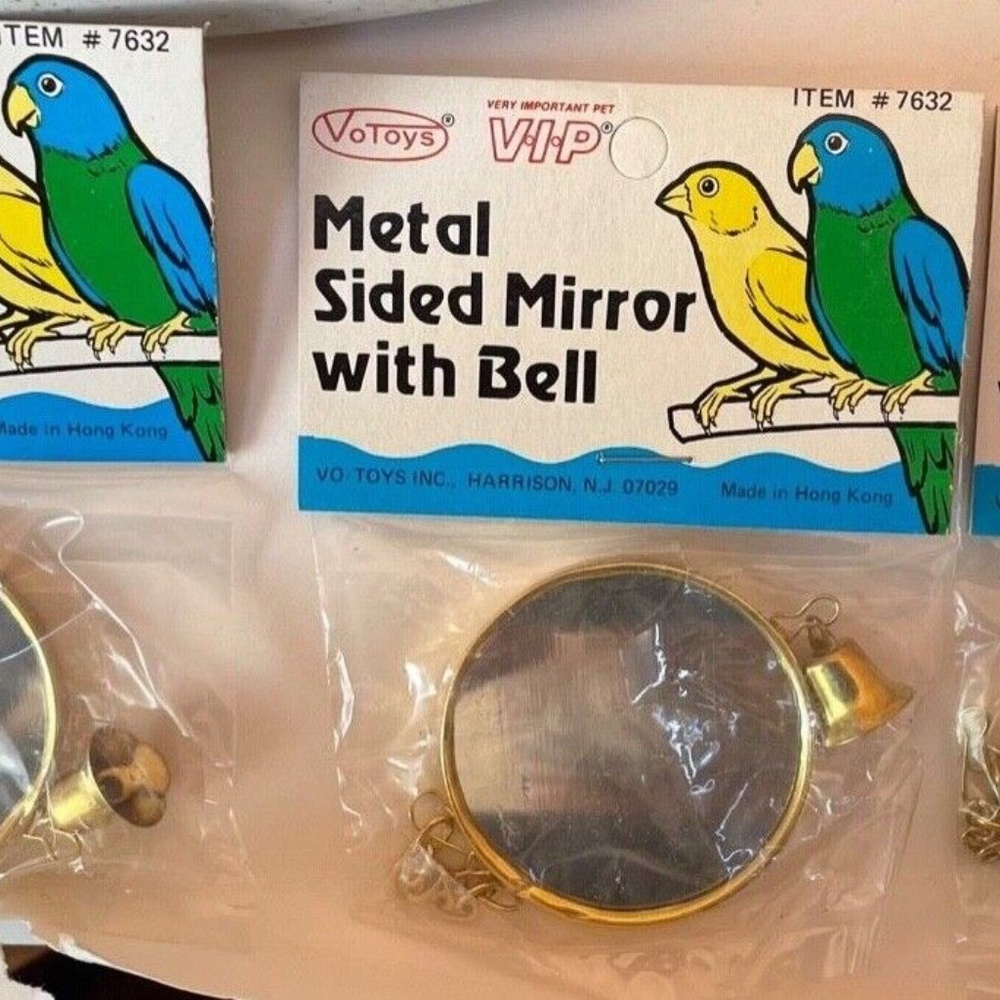 ITEM # 7632
Made in Hong Kong
VoToys®
VERY IMPORTANT PET
V.I.P®
ITEM # 7632
Metal
Sided Mirror
with Bell
VO-TOYS INC., HARRISON, N.J. 07029
Made in Hong Kong